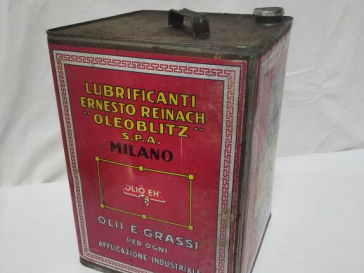 LUBRIFICANTI
ERNESTO REINACH
"OLEOBLITZ"
S.P.A.
MILANO
OLIO EH
OLII E GRASSI
PER OGNI
APPLICAZIONE INDUSTRIALE